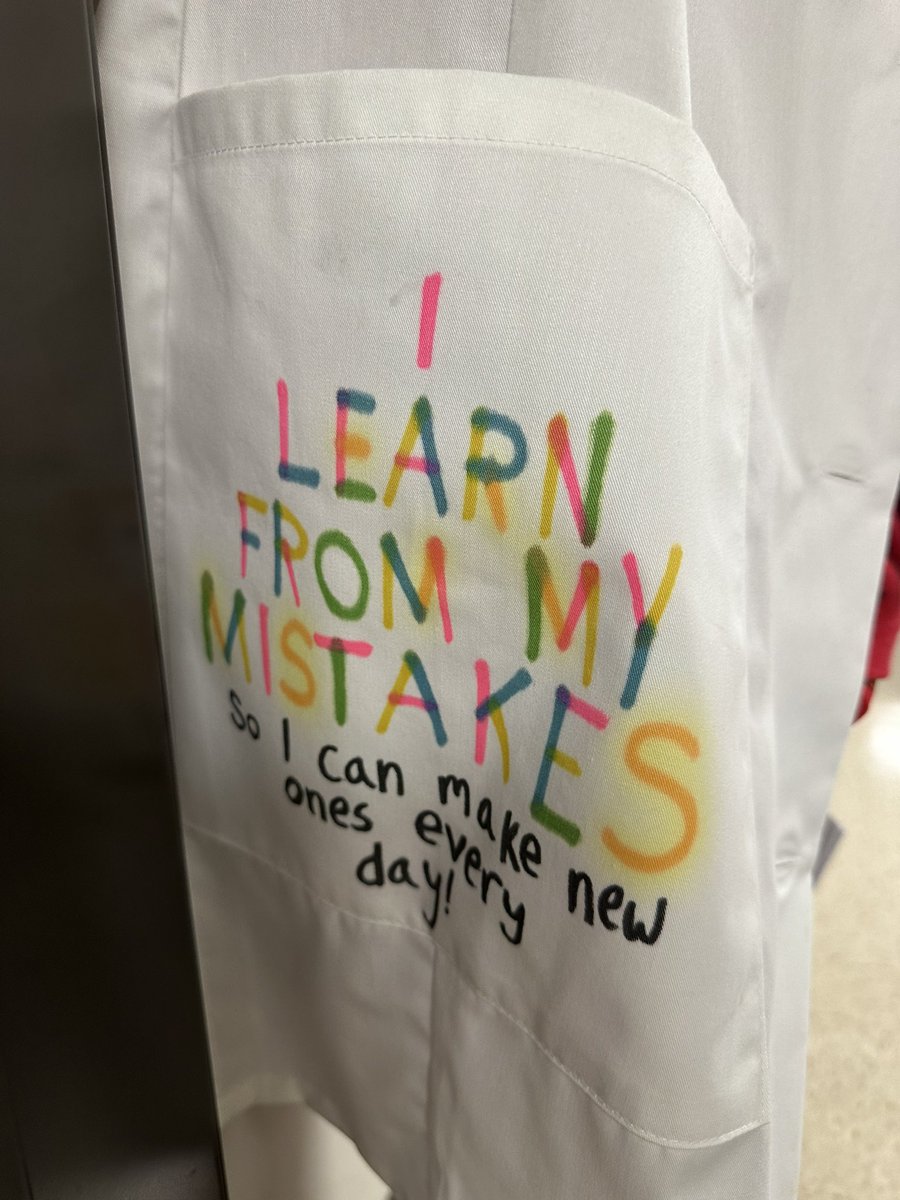 I
LEARN
FROM MY
MISTAKES
So I can make new
ones every
day!